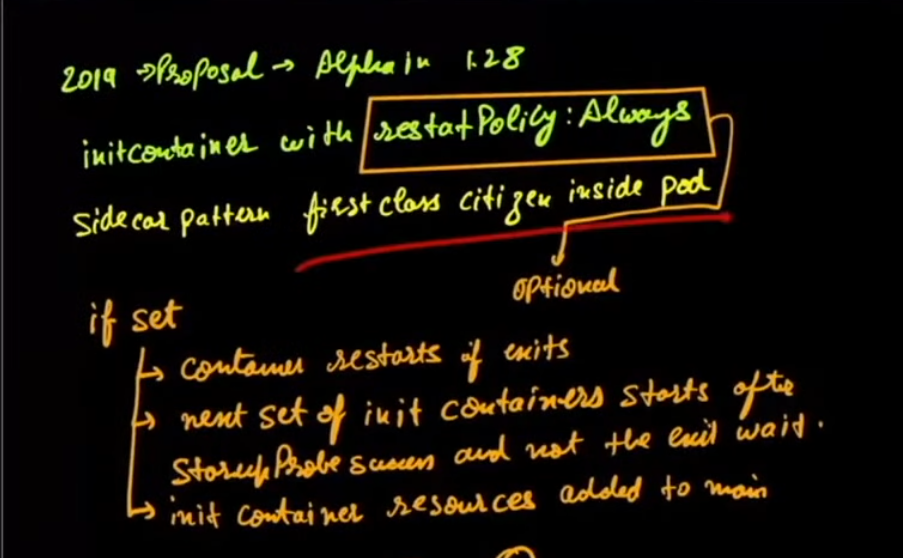 2019 → Proposal → Alpha in 1.28
initcontainer with restatPolicy: Always
Sidecar pattern first class citizen inside pod
optional
if set
↳ container restarts if exits
↳ next set of init containers starts after
StartupProbe success and not the exit wait.
↳ init container resources added to main